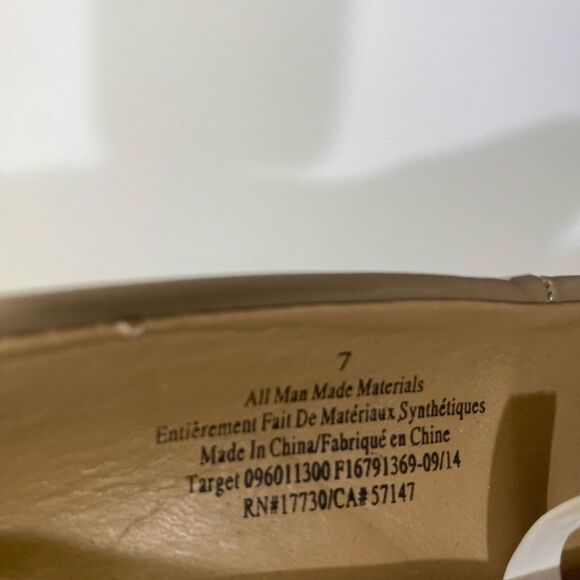 7
All Man Made Materials
Entièrement Fait De Matériaux Synthétiques
Made In China/Fabriqué en Chine
Target 096011300 F16791369-09/14
RN#17730/CA# 57147